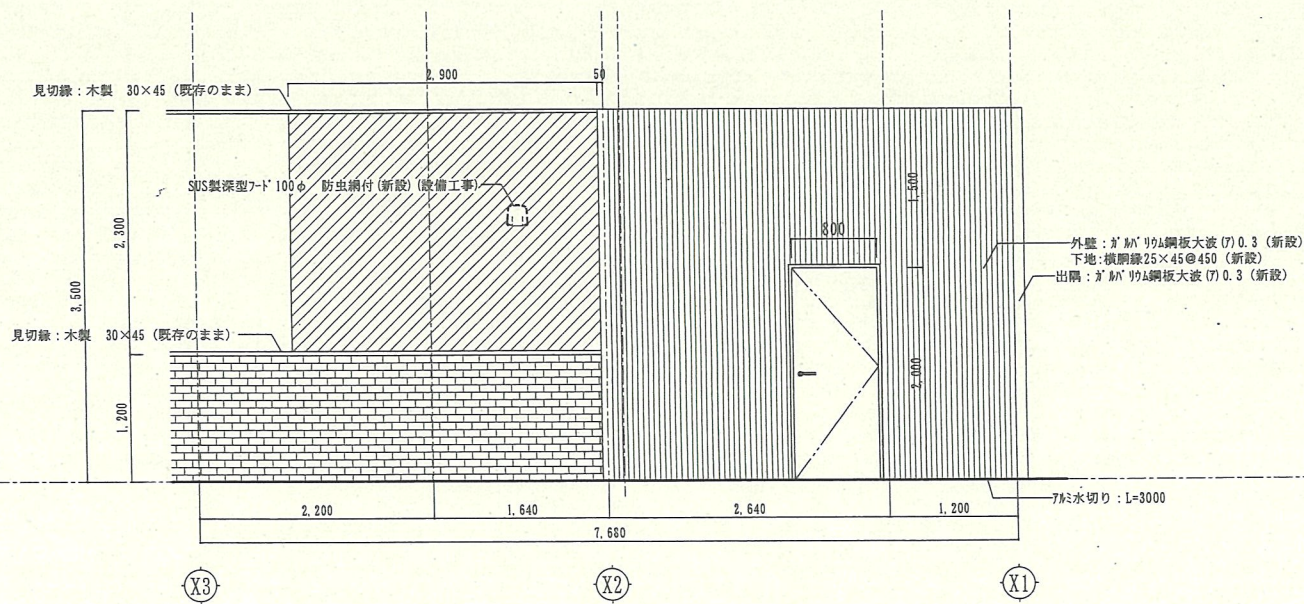 2,900
50
見切縁：木製 30×45 (既存のまま)
SUS製深型ﾌｰﾄﾞ100φ 防虫網付(新設)(設備工事)
1,500
2,300
800
3,500
外壁：ｶﾞﾙﾊﾞﾘｳﾑ鋼板大波(ｱ)0.3 (新設)
下地:横胴縁25×45@450 (新設)
出隅：ｶﾞﾙﾊﾞﾘｳﾑ鋼板大波(ｱ)0.3 (新設)
見切縁：木製 30×45 (既存のまま)
2,000
1,200
ｱﾙﾐ水切り：L=3000
2,200
1,640
2,640
1,200
7,680
X3
X2
X1